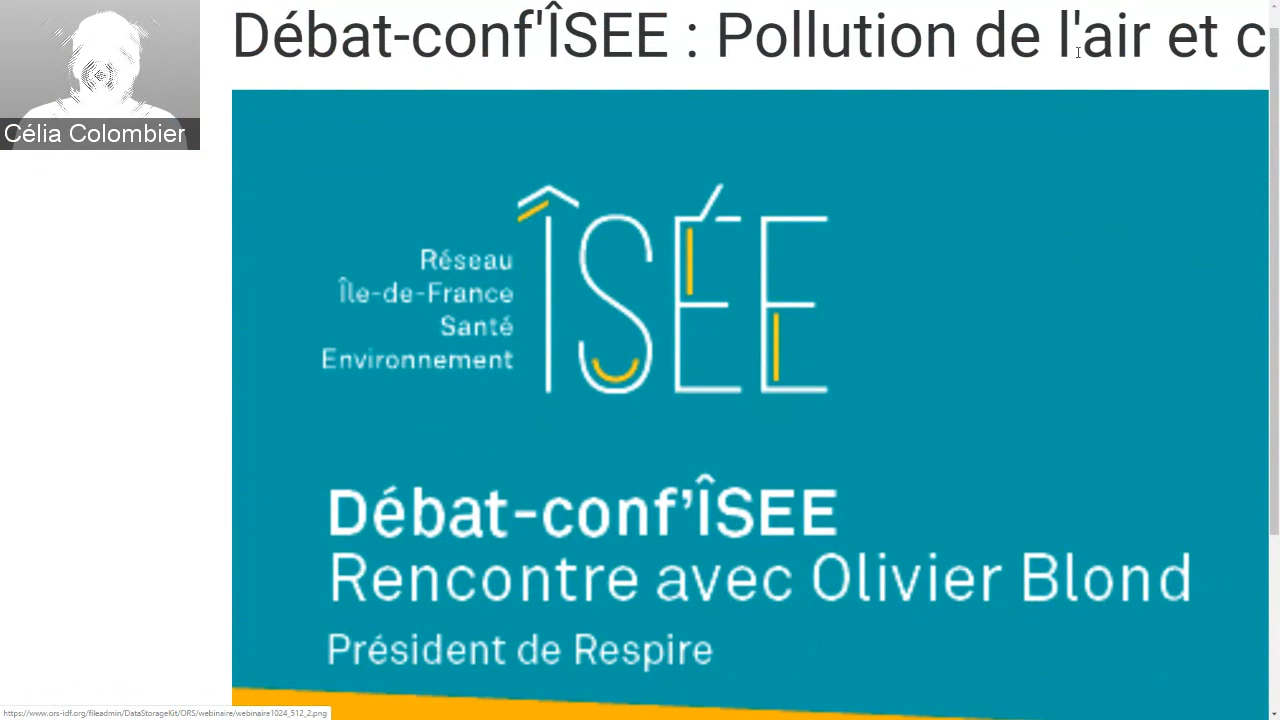 Débat-conf'ÎSEE : Pollution de l'air et c
Célia Colombier
Réseau
Île-de-France
Santé
Environnement
ÎSÉE
Débat-conf’ÎSEE
Rencontre avec Olivier Blond
Président de Respire
https://www.ors-idf.org/fileadmin/DataStorageKit/ORS/webinaire/webinaire1024_512_2.png